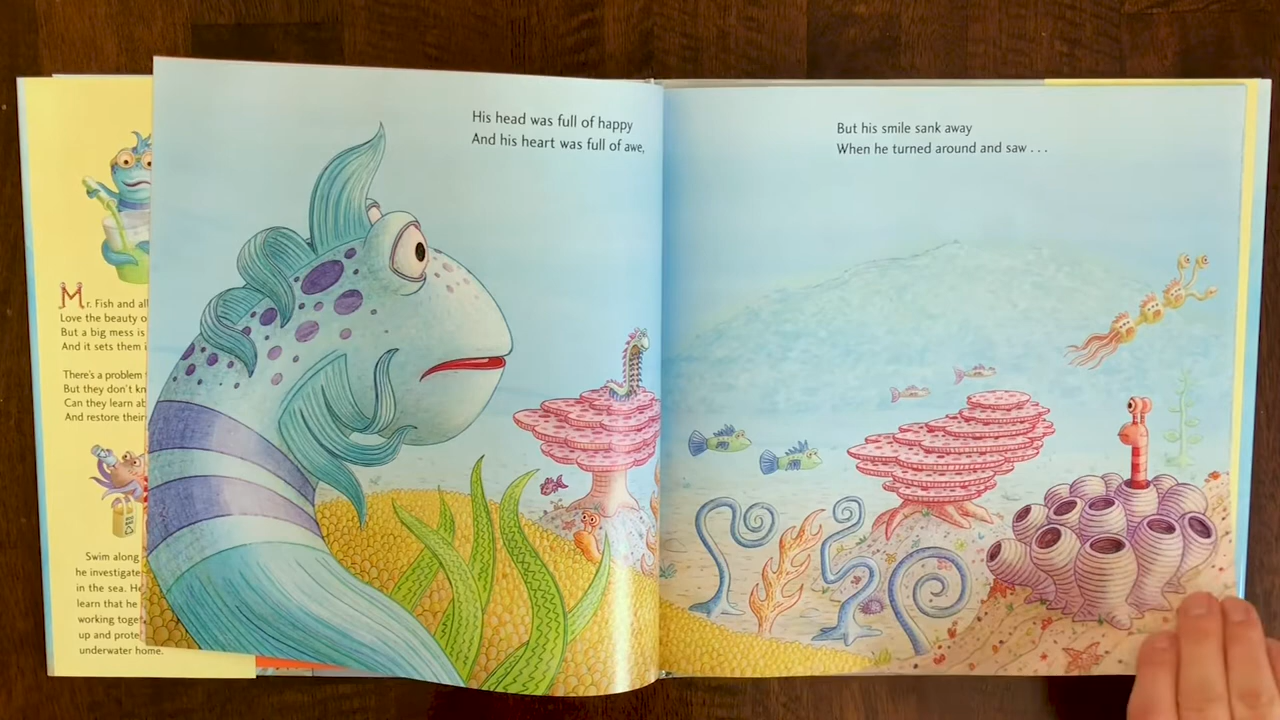 Mr. Fish and all
Love the beauty o
But a big mess is
And it sets them i
There's a problem
But they don't kn
Can they learn ab
And restore their
Swim along
he investigate
in the sea. He
learn that he
working toget
up and prote
underwater home.
His head was full of happy
And his heart was full of awe,
But his smile sank away
When he turned around and saw . . .